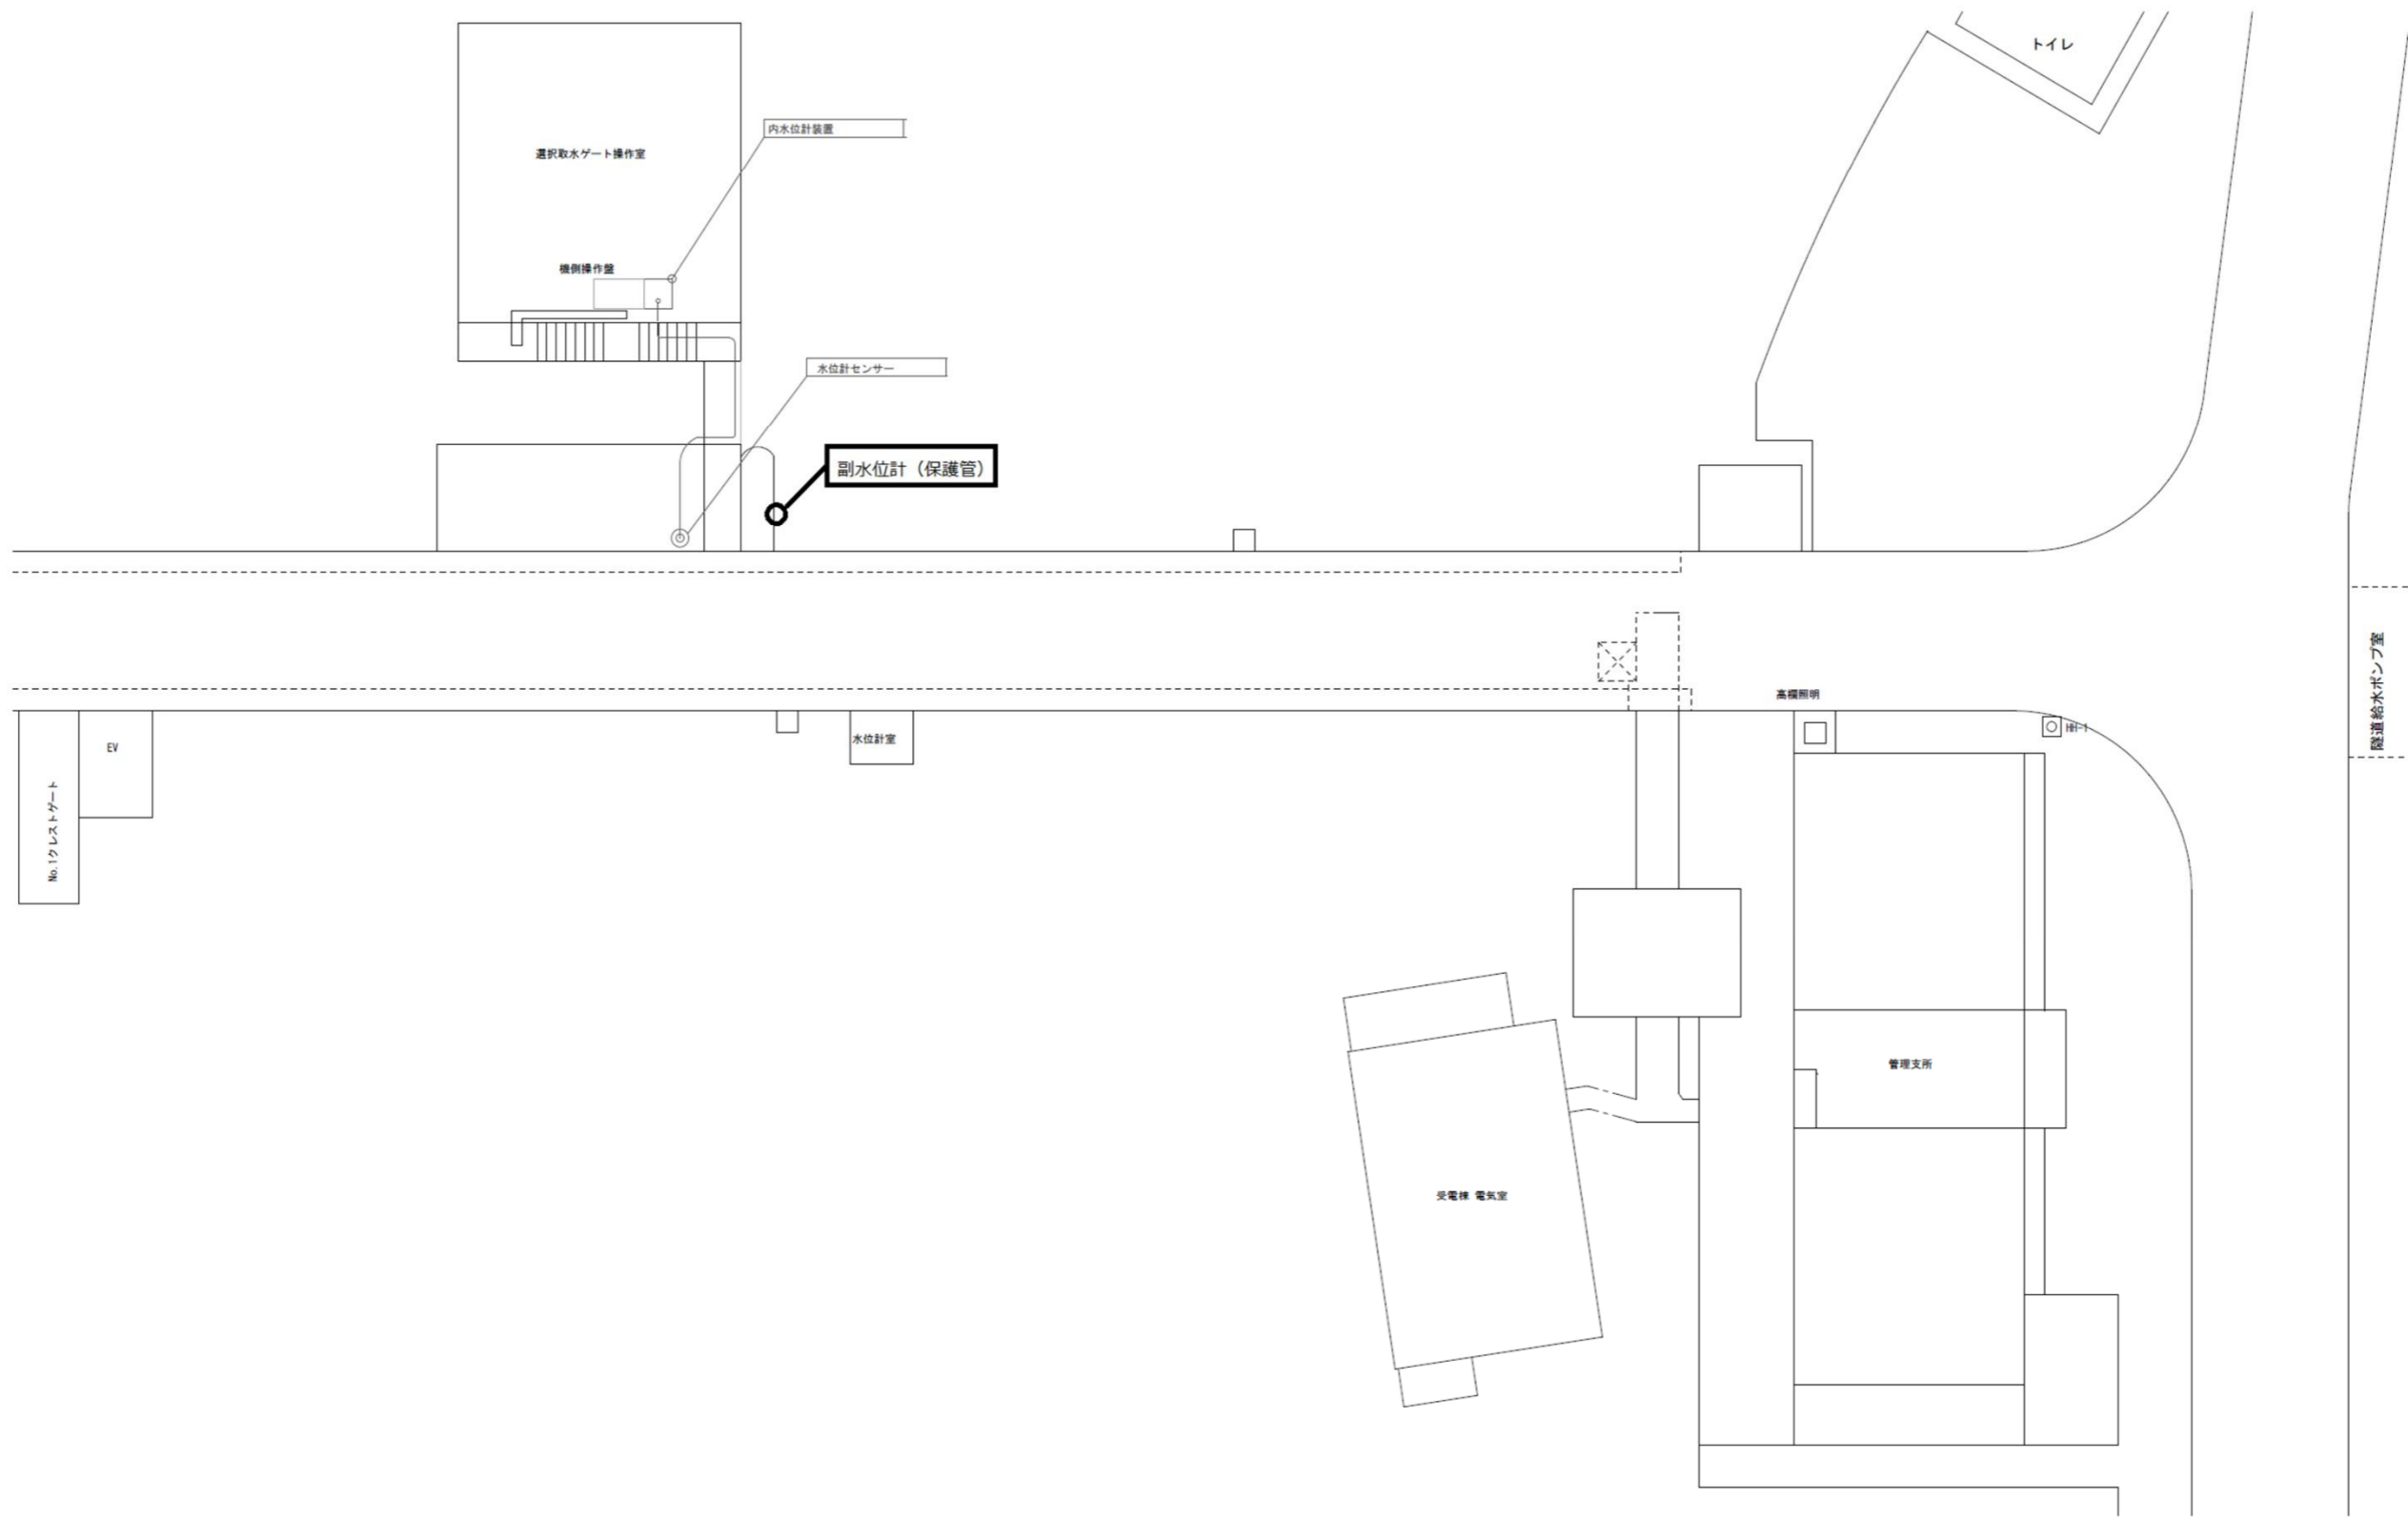 トイレ
内水位計装置
選択取水ゲート操作室
機側操作盤
水位計センサー
副水位計（保護管）
隧道給水ポンプ室
高欄照明
HH-1
EV
水位計室
No.1クレストゲート
管理支所
受電棟 電気室